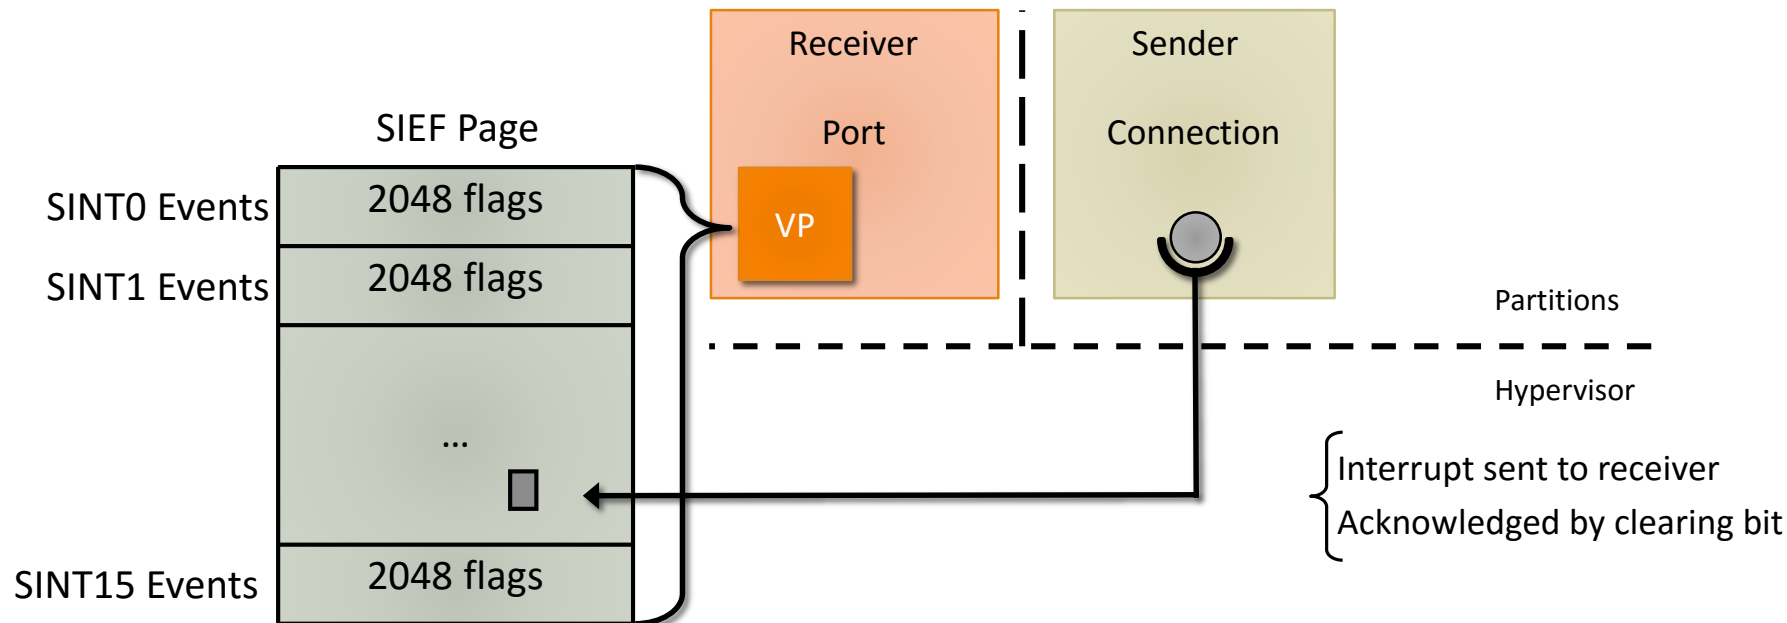 Receiver
Sender
SIEF Page
Port
Connection
SINT0 Events
2048 flags
VP
SINT1 Events
2048 flags
Partitions
Hypervisor
...
Interrupt sent to receiver
Acknowledged by clearing bit
SINT15 Events
2048 flags